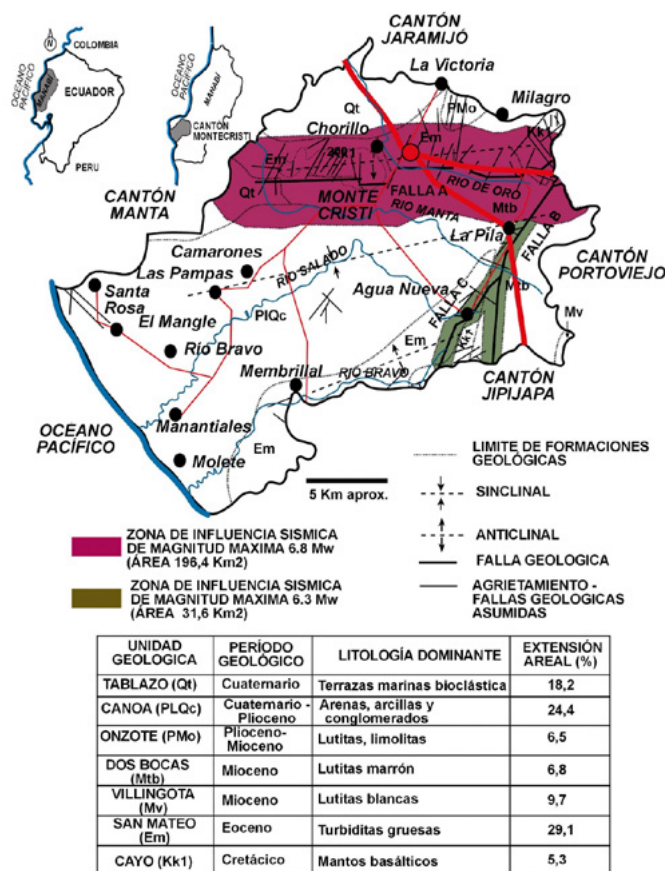 COLOMBIA
N
OCEANO
PACÍFICO
MANABÍ
ECUADOR
PERU
OCEANO
PACÍFICO
MANABÍ
CANTÓN
MONTECRISTI
CANTÓN
JARAMIJÓ
La Victoria
Qt
PMo
Milagro
Chorillo
Em
Kk1
Em
Qt
RIO DE ORO
MONTE
CRISTI
FALLA A
RIO MANTA
Mtb
FALLA B
CANTÓN
MANTA
La Pila
CANTÓN
PORTOVIEJO
Camarones
Las Pampas
RIO SALADO
Santa
Rosa
PlQc
Agua Nueva
FALLA C
Mtb
Mv
El Mangle
Em
Kk1
Río Bravo
RIO BRAVO
Membrillal
CANTÓN
JIPIJAPA
OCEANO
PACÍFICO
Manantiales
Em
Molete
5 Km aprox.
LIMITE DE FORMACIONES
GEOLÓGICAS
SINCLINAL
ANTICLINAL
FALLA GEOLOGICA
AGRIETAMIENTO -
FALLAS GEOLOGICAS
ASUMIDAS
ZONA DE INFLUENCIA SISMICA
DE MAGNITUD MAXIMA 6.8 Mw
(ÁREA 196,4 Km2)
ZONA DE INFLUENCIA SISMICA
DE MAGNITUD MAXIMA 6.3 Mw
(ÁREA 31,6 Km2)
UNIDAD
GEOLOGICA
PERÍODO
GEOLÓGICO
LITOLOGÍA DOMINANTE
EXTENSIÓN
AREAL (%)
TABLAZO (Qt)
Cuaternario
Terrazas marinas bioclástica
18,2
CANOA (PLQc)
Cuaternario -
Plioceno
Arenas, arcillas y
conglomerados
24,4
ONZOTE (PMo)
Plioceno-
Mioceno
Lutitas, limolitas
6,5
DOS BOCAS
(Mtb)
Mioceno
Lutitas marrón
6,8
VILLINGOTA
(Mv)
Mioceno
Lutitas blancas
9,7
SAN MATEO
(Em)
Eoceno
Turbiditas gruesas
29,1
CAYO (Kk1)
Cretácico
Mantos basálticos
5,3